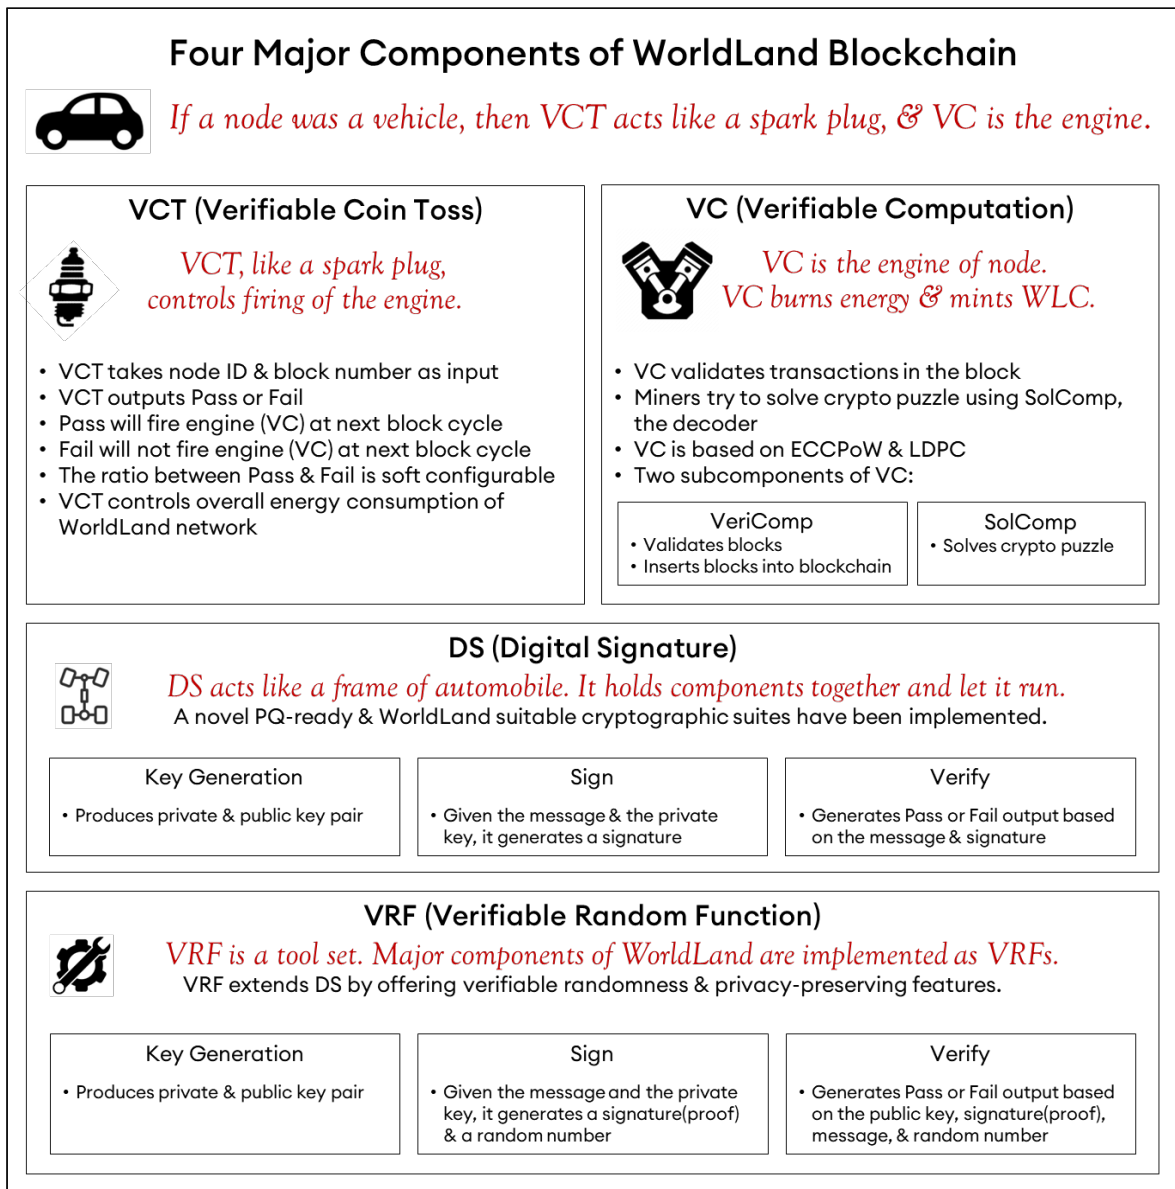 Four Major Components of WorldLand Blockchain
If a node was a vehicle, then VCT acts like a spark plug, & VC is the engine.
VCT (Verifiable Coin Toss)
VCT, like a spark plug,
controls firing of the engine.
• VCT takes node ID & block number as input
• VCT outputs Pass or Fail
• Pass will fire engine (VC) at next block cycle
• Fail will not fire engine (VC) at next block cycle
• The ratio between Pass & Fail is soft configurable
• VCT controls overall energy consumption of
WorldLand network
VC (Verifiable Computation)
VC is the engine of node.
VC burns energy & mints WLC.
• VC validates transactions in the block
• Miners try to solve crypto puzzle using SolComp,
the decoder
• VC is based on ECCPoW & LDPC
• Two subcomponents of VC:
VeriComp
• Validates blocks
• Inserts blocks into blockchain
SolComp
• Solves crypto puzzle
DS (Digital Signature)
DS acts like a frame of automobile. It holds components together and let it run.
A novel PQ-ready & WorldLand suitable cryptographic suites have been implemented.
Key Generation
• Produces private & public key pair
Sign
• Given the message & the private
key, it generates a signature
Verify
• Generates Pass or Fail output based
on the message & signature
VRF (Verifiable Random Function)
VRF is a tool set. Major components of WorldLand are implemented as VRFs.
VRF extends DS by offering verifiable randomness & privacy-preserving features.
Key Generation
• Produces private & public key pair
Sign
• Given the message and the private
key, it generates a signature(proof)
& a random number
Verify
• Generates Pass or Fail output based
on the public key, signature(proof),
message, & random number